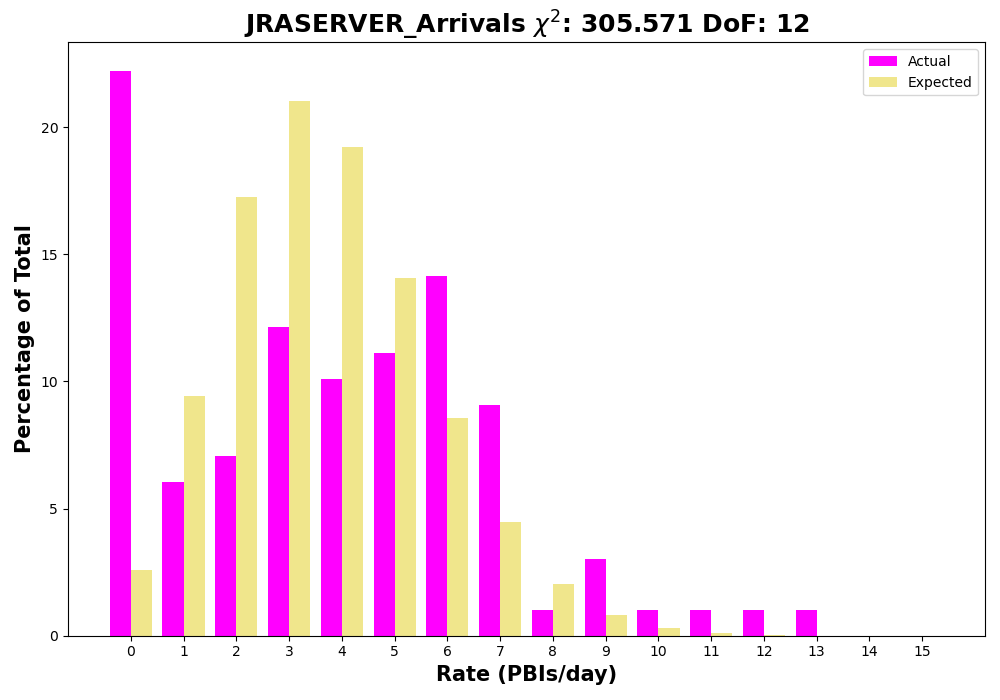 JRASERVER_Arrivals χ²: 305.571 DoF: 12
Actual
Expected
Percentage of Total
20
15
10
5
0
0 1 2 3 4 5 6 7 8 9 10 11 12 13 14 15
Rate (PBIs/day)